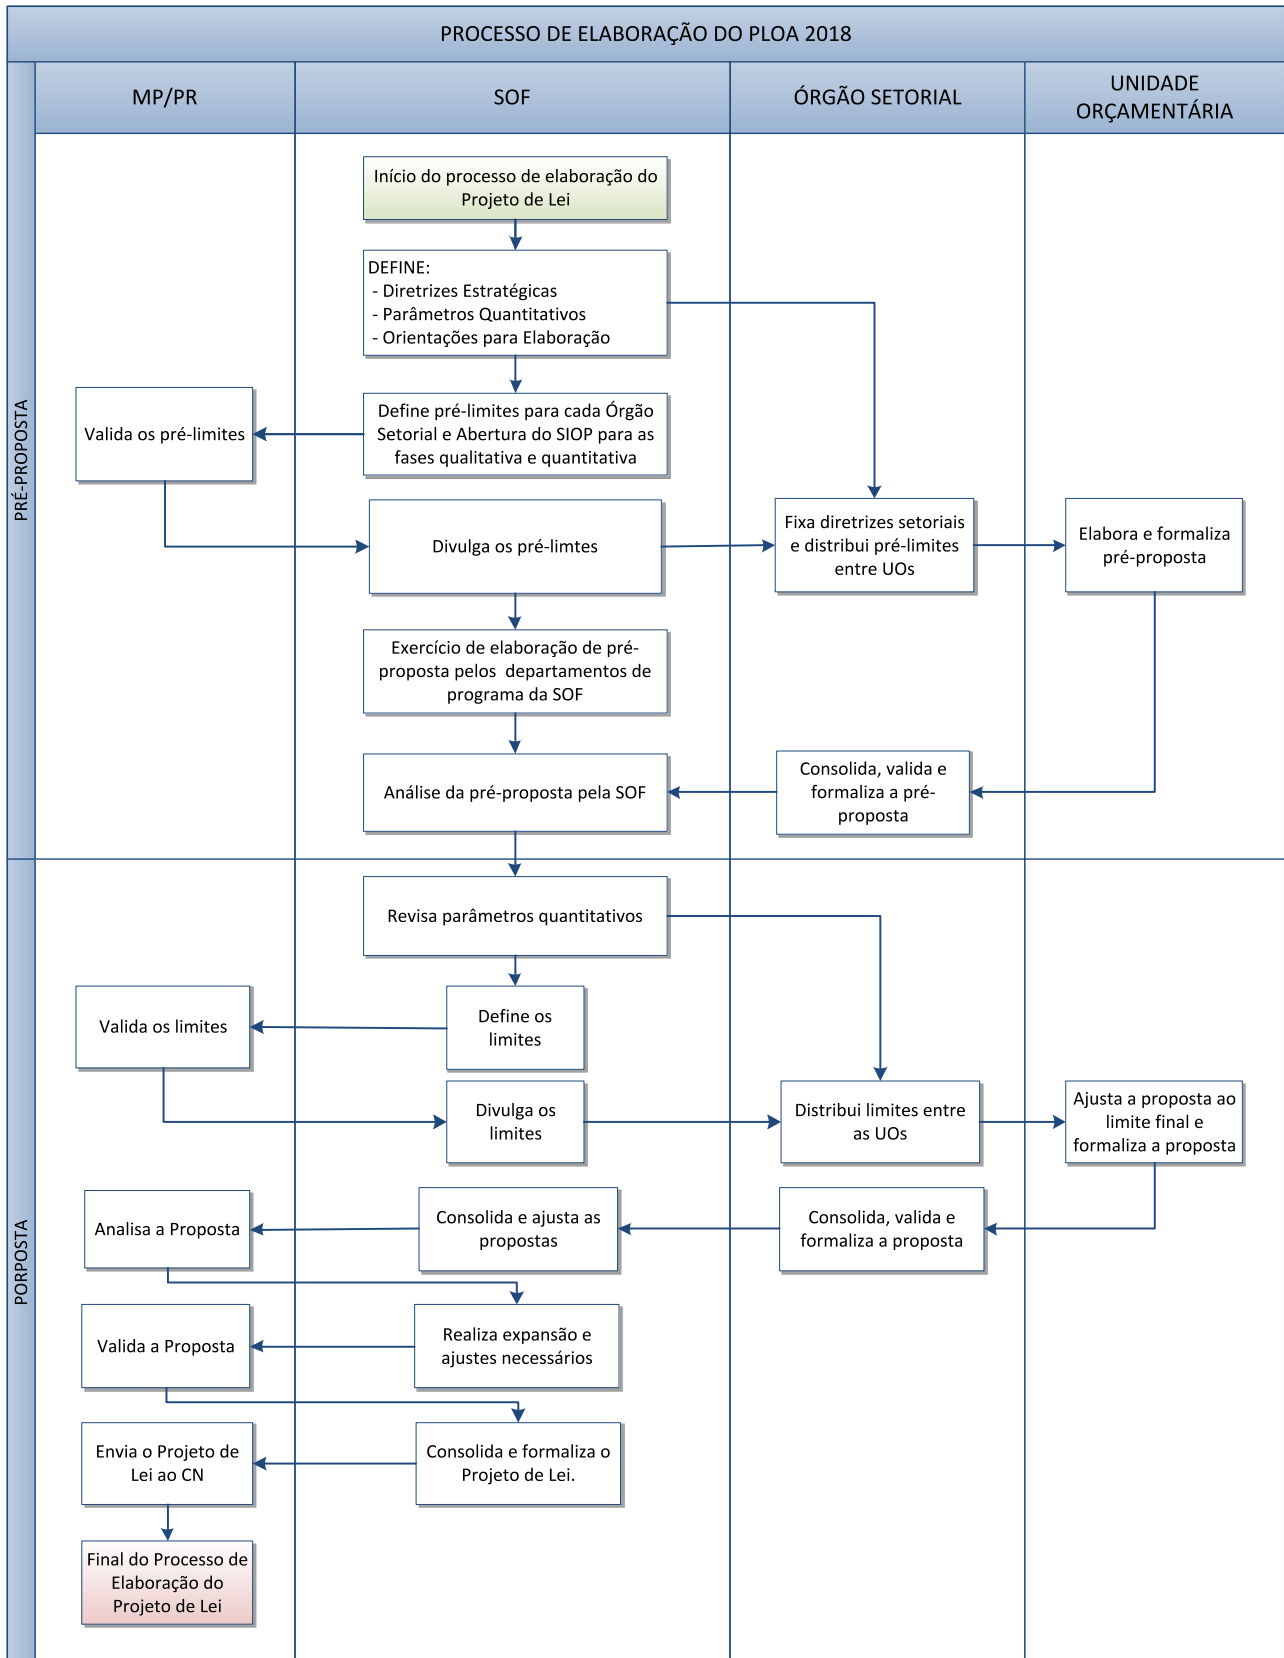 PROCESSO DE ELABORAÇÃO DO PLOA 2018
MP/PR
SOF
ÓRGÃO SETORIAL
UNIDADE
ORÇAMENTÁRIA
PRÉ-PROPOSTA
Início do processo de elaboração do
Projeto de Lei
DEFINE:
- Diretrizes Estratégicas
- Parâmetros Quantitativos
- Orientações para Elaboração
Valida os pré-limites
Define pré-limites para cada Órgão
Setorial e Abertura do SIOP para as
fases qualitativa e quantitativa
Divulga os pré-limtes
Fixa diretrizes setoriais
e distribui pré-limites
entre UOs
Elabora e formaliza
pré-proposta
Exercício de elaboração de pré-
proposta pelos departamentos de
programa da SOF
Análise da pré-proposta pela SOF
Consolida, valida e
formaliza a pré-
proposta
PORPOSTA
Revisa parâmetros quantitativos
Valida os limites
Define os
limites
Divulga os
limites
Distribui limites entre
as UOs
Ajusta a proposta ao
limite final e
formaliza a proposta
Analisa a Proposta
Consolida e ajusta as
propostas
Consolida, valida e
formaliza a proposta
Valida a Proposta
Realiza expansão e
ajustes necessários
Envia o Projeto de
Lei ao CN
Consolida e formaliza o
Projeto de Lei.
Final do Processo de
Elaboração do
Projeto de Lei